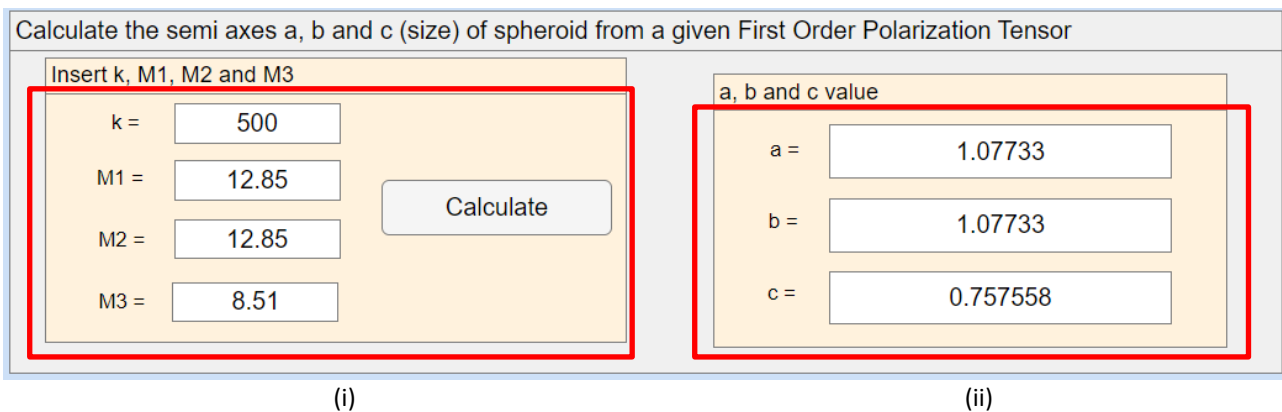 Calculate the semi axes a, b and c (size) of spheroid from a given First Order Polarization Tensor
Insert k, M1, M2 and M3
k = 500
M1 = 12.85
M2 = 12.85
M3 = 8.51
Calculate
a, b and c value
a = 1.07733
b = 1.07733
c = 0.757558
(i)
(ii)